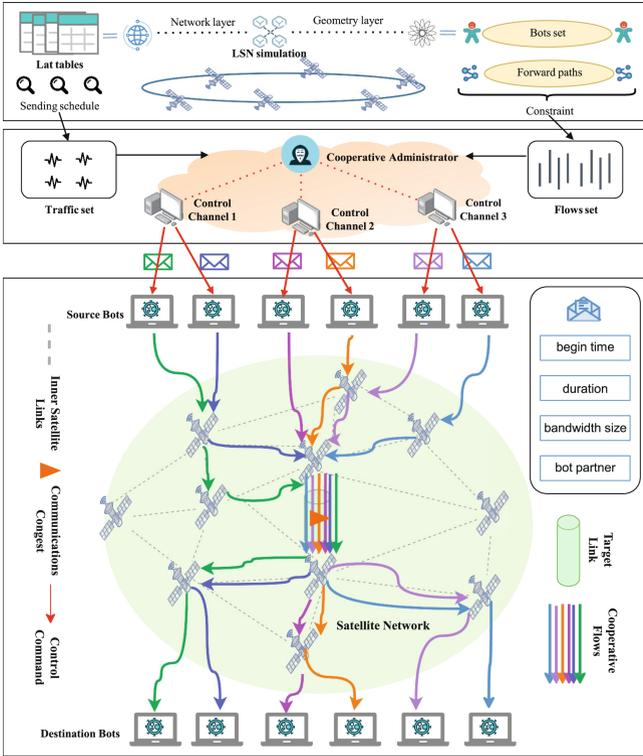 Network layer
Geometry layer
Lat tables
LSN simulation
Bots set
Forward paths
Sending schedule
Constraint
Cooperative Administrator
Traffic set
Control
Channel 1
Control
Channel 2
Control
Channel 3
Flows set
Source Bots
begin time
duration
bandwidth size
bot partner
Inner Satellite
Links
Communications
Congest
Control
Command
Target
Link
Cooperative
Flows
Satellite Network
Destination Bots